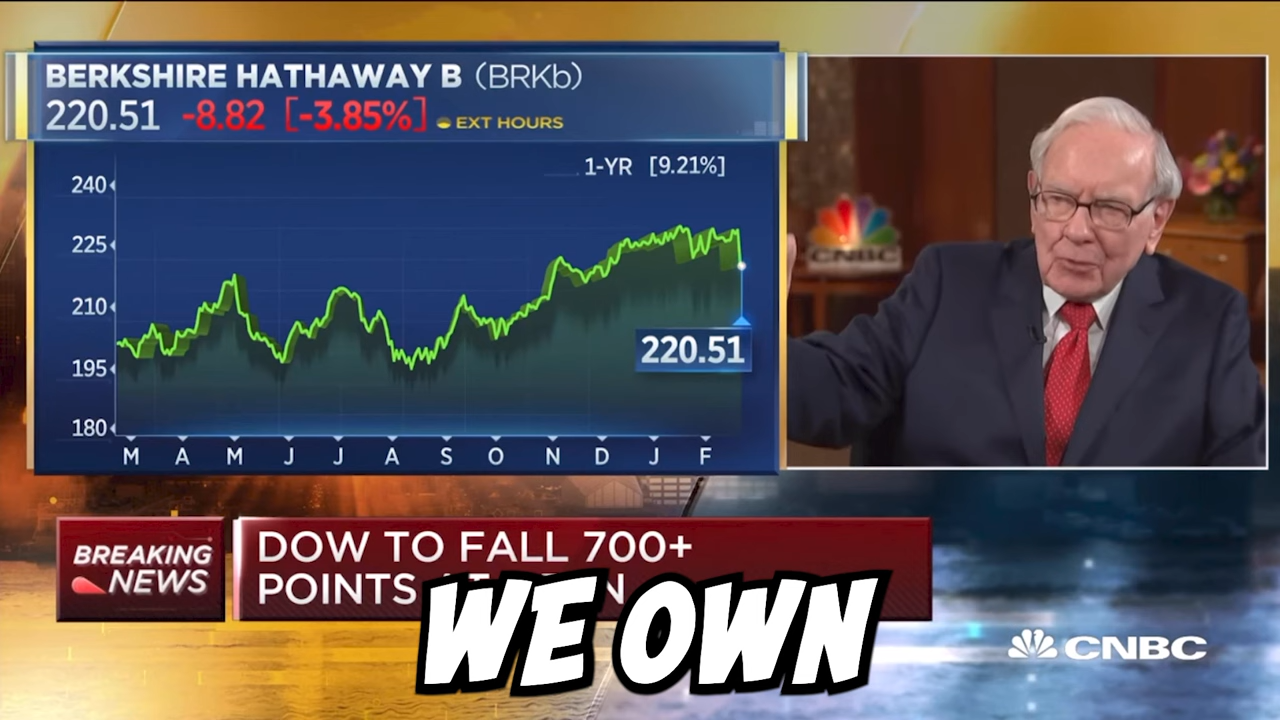 BERKSHIRE HATHAWAY B (BRKb)
220.51 -8.82 [-3.85%] EXT HOURS
1-YR [9.21%]
240
225
210
195
180
220.51
M A M J J A S O N D J F
CNBC
BREAKING
NEWS
DOW TO FALL 700+
POINTS
WE OWN
CNBC